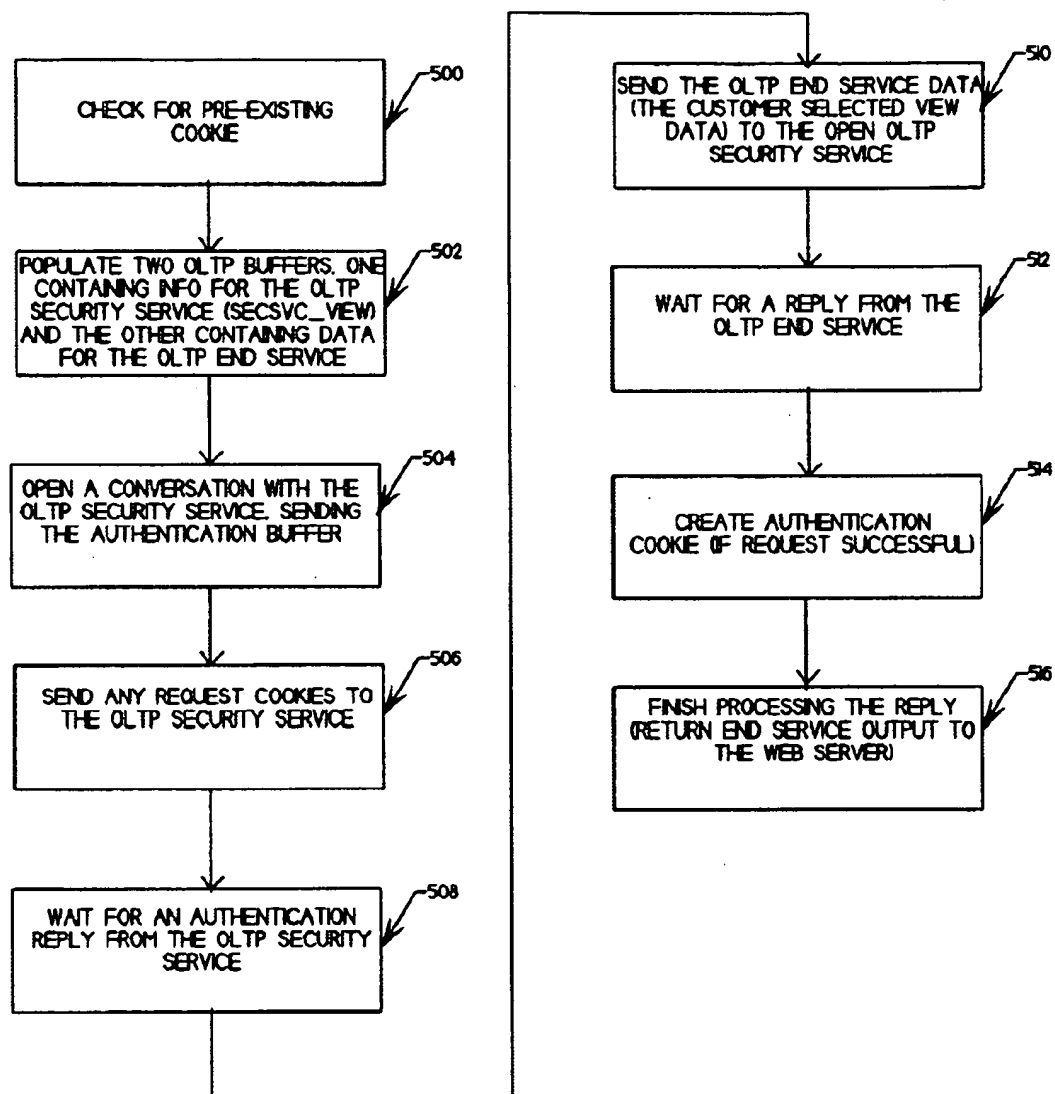 500
CHECK FOR PRE-EXISTING
COOKIE
502
POPULATE TWO OLTP BUFFERS, ONE
CONTAINING INFO FOR THE OLTP
SECURITY SERVICE (SECSVC_VIEW)
AND THE OTHER CONTAINING DATA
FOR THE OLTP END SERVICE
504
OPEN A CONVERSATION WITH THE
OLTP SECURITY SERVICE, SENDING
THE AUTHENTICATION BUFFER
506
SEND ANY REQUEST COOKIES TO
THE OLTP SECURITY SERVICE
508
WAIT FOR AN AUTHENTICATION
REPLY FROM THE OLTP SECURITY
SERVICE
510
SEND THE OLTP END SERVICE DATA
(THE CUSTOMER SELECTED VIEW
DATA) TO THE OPEN OLTP
SECURITY SERVICE
512
WAIT FOR A REPLY FROM THE
OLTP END SERVICE
514
CREATE AUTHENTICATION
COOKIE (IF REQUEST SUCCESSFUL)
516
FINISH PROCESSING THE REPLY
(RETURN END SERVICE OUTPUT TO
THE WEB SERVER)